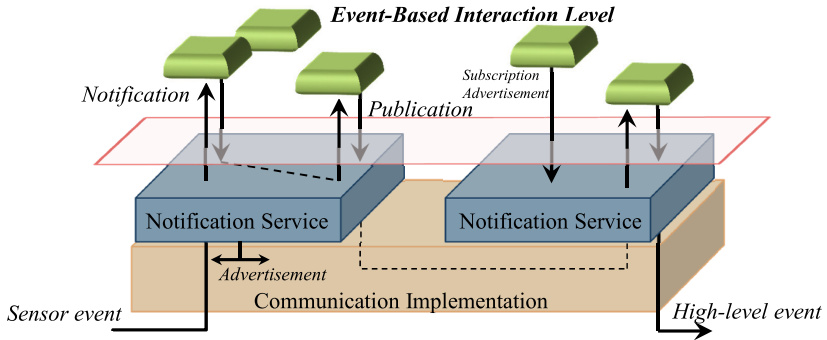 Event-Based Interaction Level
Subscription
Advertisement
Notification
Publication
Notification Service
Notification Service
Advertisement
Communication Implementation
Sensor event
High-level event